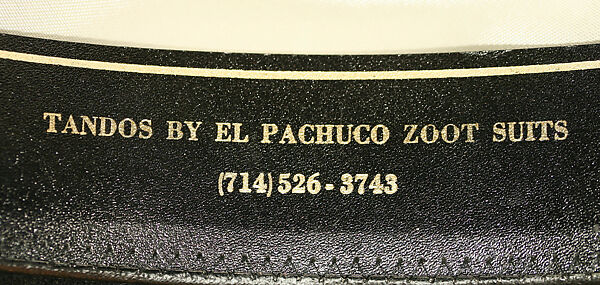 TANDOS BY EL PACHUCO ZOOT SUITS
(714) 526-3743